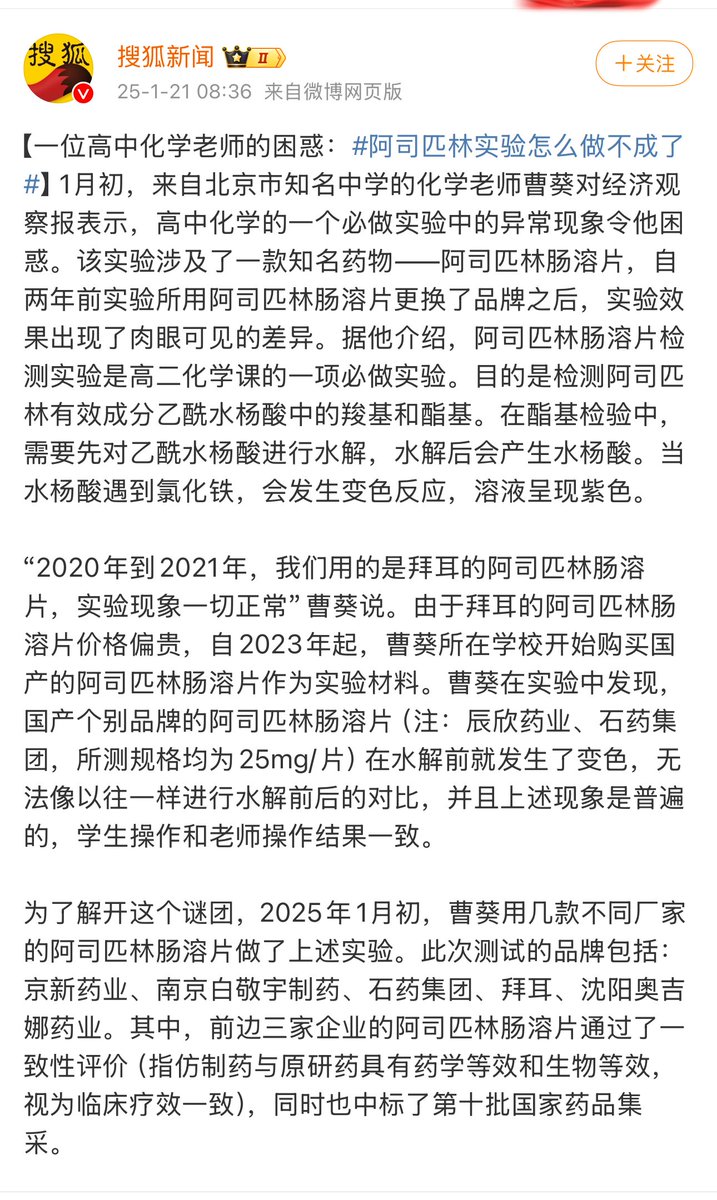 搜狐
搜狐新闻 II
25-1-21 08:36 来自微博网页版
+关注
【一位高中化学老师的困惑：#阿司匹林实验怎么做不成了
#】1月初，来自北京市知名中学的化学老师曹葵对经济观
察报表示，高中化学的一个必做实验中的异常现象令他困
惑。该实验涉及了一款知名药物——阿司匹林肠溶片，自
两年前实验所用阿司匹林肠溶片更换了品牌之后，实验效
果出现了肉眼可见的差异。据他介绍，阿司匹林肠溶片检
测实验是高二化学课的一项必做实验。目的是检测阿司匹
林有效成分乙酰水杨酸中的羧基和酯基。在酯基检验中，
需要先对乙酰水杨酸进行水解，水解后会产生水杨酸。当
水杨酸遇到氯化铁，会发生变色反应，溶液呈现紫色。
“2020年到2021年，我们用的是拜耳的阿司匹林肠溶
片，实验现象一切正常”曹葵说。由于拜耳的阿司匹林肠
溶片价格偏贵，自2023年起，曹葵所在学校开始购买国
产的阿司匹林肠溶片作为实验材料。曹葵在实验中发现，
国产个别品牌的阿司匹林肠溶片（注：辰欣药业、石药集
团，所测规格均为25mg/片）在水解前就发生了变色，无
法像以往一样进行水解前后的对比，并且上述现象是普遍
的，学生操作和老师操作结果一致。
为了解开这个谜团，2025年1月初，曹葵用几款不同厂家
的阿司匹林肠溶片做了上述实验。此次测试的品牌包括：
京新药业、南京白敬宇制药、石药集团、拜耳、沈阳奥吉
娜药业。其中，前边三家企业的阿司匹林肠溶片通过了一
致性评价（指仿制药与原研药具有药学等效和生物等效，
视为临床疗效一致），同时也中标了第十批国家药品集
采。